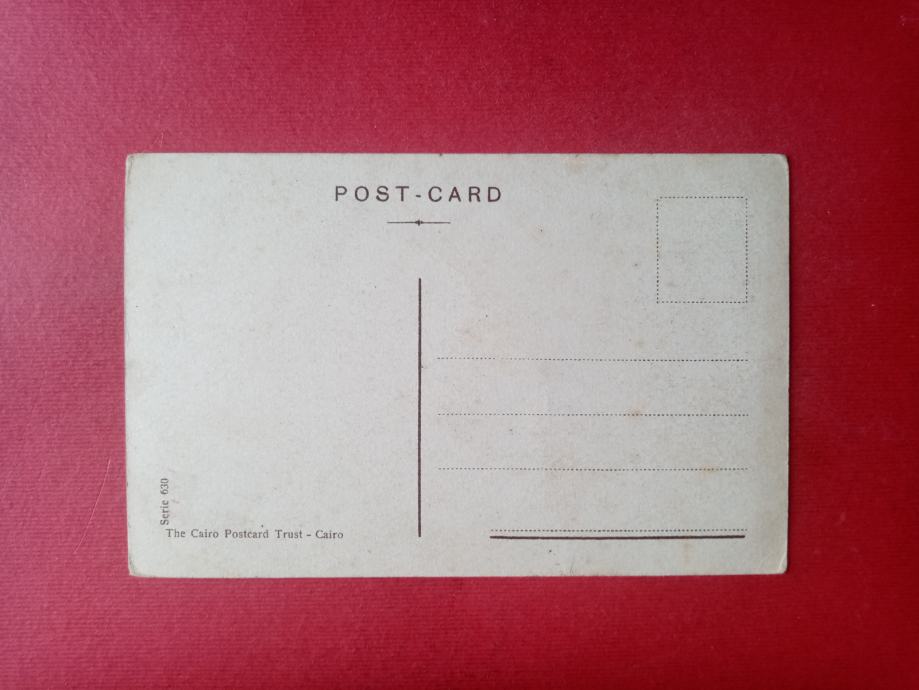 POST-CARD
Serie 630
The Cairo Postcard Trust - Cairo